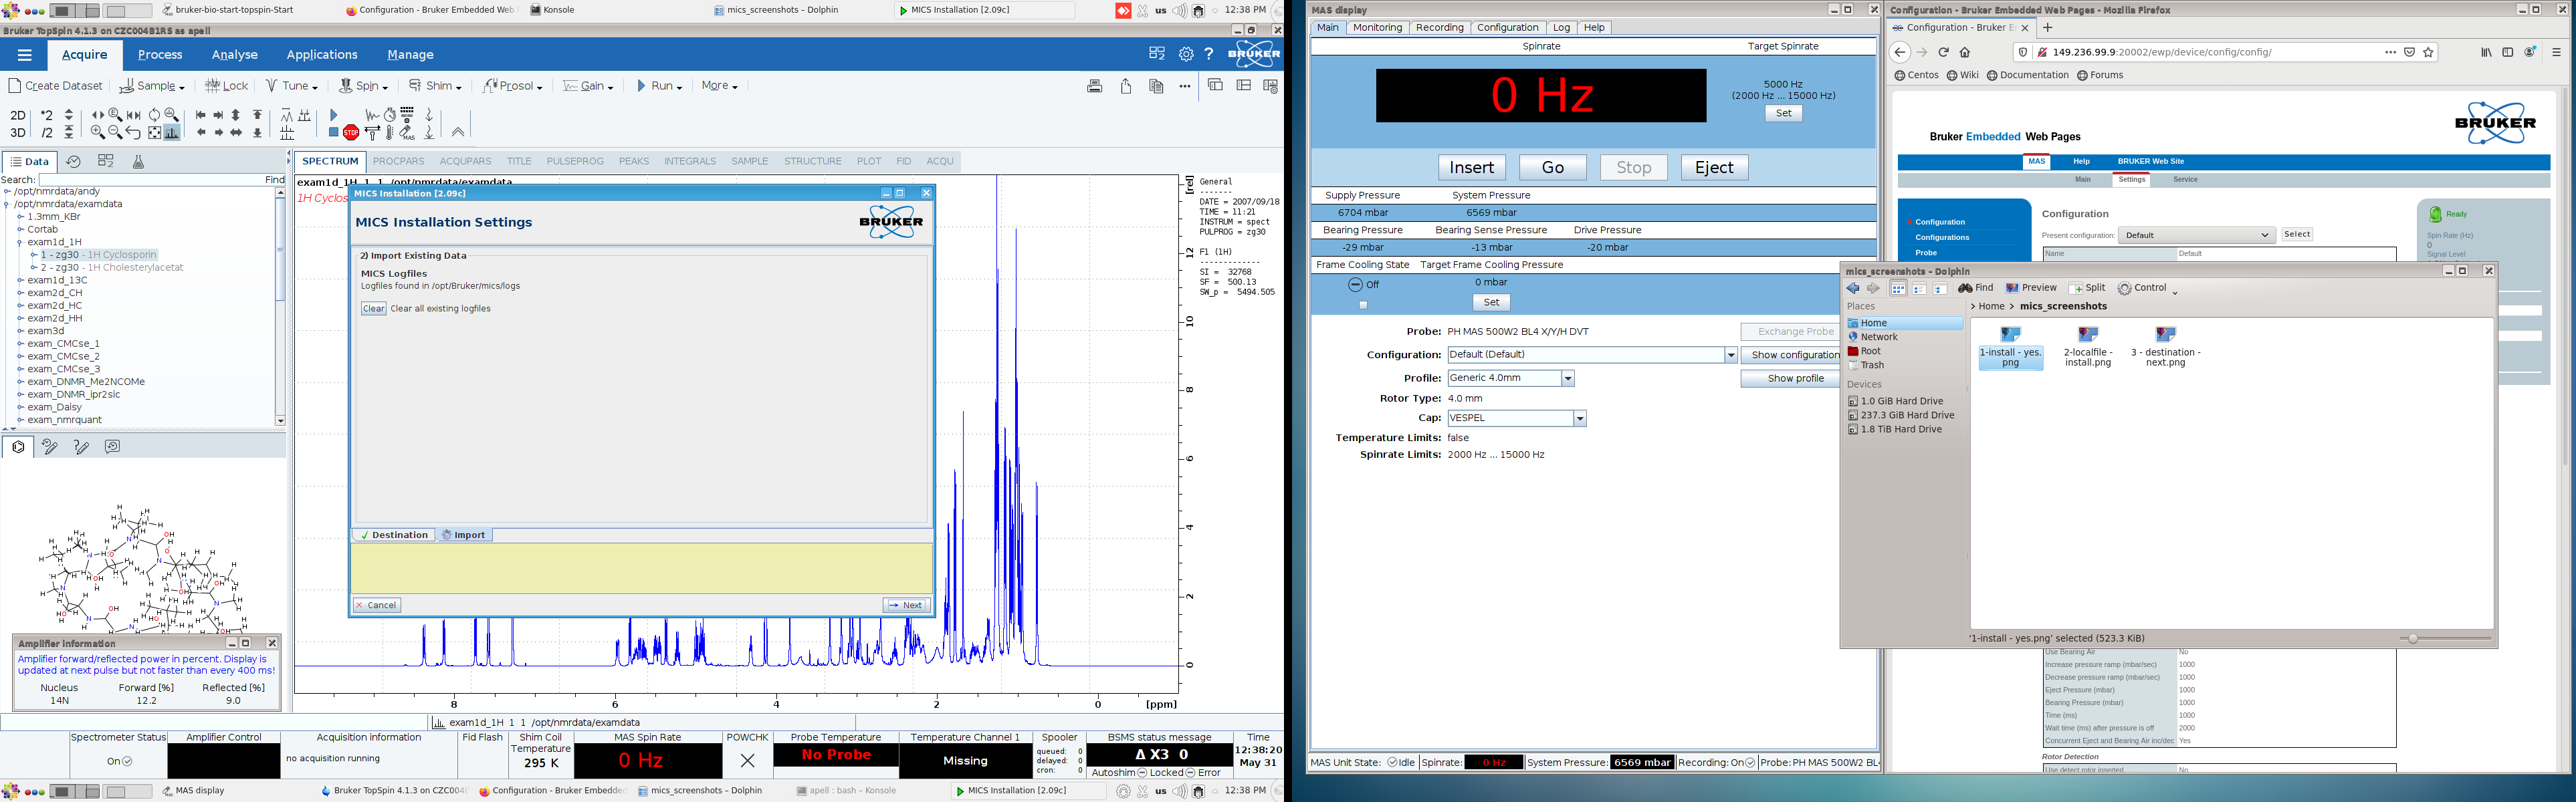 bruker-bio-start-topspin-Start
Configuration - Bruker Embedded Web
Konsole
mics_screenshots – Dolphin
MICS Installation [2.09c]
us
12:38 PM
Bruker TopSpin 4.1.3 on CZC004B1RS as apell
Acquire
Process
Analyse
Applications
Manage
BRUKER
Create Dataset
Sample
Lock
Tune
Spin
Shim
Prosol
Gain
Run
More
2D
*2
3D
/2
STOP
MAS
Data
Search:
Find
/opt/nmrdata/andy
/opt/nmrdata/examdata
1.3mm_KBr
Cortab
exam1d_1H
1 - zg30 - 1H Cyclosporin
2 - zg30 - 1H Cholesterylacetat
exam1d_13C
exam2d_CH
exam2d_HC
exam2d_HH
exam3d
exam_CMCse_1
exam_CMCse_2
exam_CMCse_3
exam_DNMR_Me2NCOMe
exam_DNMR_ipr2sic
exam_Daisy
exam_nmrquant
SPECTRUM
PROCPARS
ACQUPARS
TITLE
PULSEPROG
PEAKS
INTEGRALS
SAMPLE
STRUCTURE
PLOT
FID
ACQU
exam1d_1H 1 1 /opt/nmrdata/examdata
1H Cyclos
General
-------
DATE = 2007/09/18
TIME = 11:21
INSTRUM = spect
PULPROG = zg30
F1 (1H)
-------------
SI = 32768
SF = 500.13
SW_p = 5494.505
[rel]
12
10
8
6
4
2
0
8
6
4
2
0
[ppm]
MICS Installation [2.09c]
MICS Installation Settings
BRUKER
2) Import Existing Data
MICS Logfiles
Logfiles found in /opt/Bruker/mics/logs
Clear
Clear all existing logfiles
Destination
Import
Cancel
Next
Amplifier information
Amplifier forward/reflected power in percent. Display is
updated at next pulse but not faster than every 400 ms!
Nucleus
Forward [%]
Reflected [%]
14N
12.2
9.0
exam1d_1H 1 1 /opt/nmrdata/examdata
Spectrometer Status
On
Amplifier Control
Acquisition information
no acquisition running
Fid Flash
Shim Coil
Temperature
295 K
MAS Spin Rate
0 Hz
POWCHK
Probe Temperature
No Probe
Temperature Channel 1
Missing
Spooler
queued: 0
delayed: 0
cron: 0
BSMS status message
Δ X3 0
Autoshim
Locked
Error
Time
12:38:20
May 31
MAS display
Bruker TopSpin 4.1.3 on CZC004
Configuration - Bruker Embedded
mics_screenshots – Dolphin
apell : bash – Konsole
MICS Installation [2.09c]
us
12:38 PM
MAS display
Main
Monitoring
Recording
Configuration
Log
Help
Spinrate
Target Spinrate
0 Hz
5000 Hz
(2000 Hz ... 15000 Hz)
Set
Insert
Go
Stop
Eject
Supply Pressure
System Pressure
6704 mbar
6569 mbar
Bearing Pressure
Bearing Sense Pressure
Drive Pressure
-29 mbar
-13 mbar
-20 mbar
Frame Cooling State
Target Frame Cooling Pressure
Off
0 mbar
Set
Probe: PH MAS 500W2 BL4 X/Y/H DVT
Exchange Probe
Configuration: Default (Default)
Show configuration
Profile: Generic 4.0mm
Show profile
Rotor Type: 4.0 mm
Cap: VESPEL
Temperature Limits: false
Spinrate Limits: 2000 Hz ... 15000 Hz
MAS Unit State: Idle
Spinrate: 0 Hz
System Pressure: 6569 mbar
Recording: On
Probe: PH MAS 500W2 BL4
Configuration - Bruker Embedded Web Pages - Mozilla Firefox
Configuration - Bruker E
149.236.99.9:20002/ewp/device/config/config/
Centos
Wiki
Documentation
Forums
BRUKER
Bruker Embedded Web Pages
MAS
Help
BRUKER Web Site
Main
Settings
Service
Configuration
Configurations
Probe
Configuration
Present configuration:
Default
Select
Name
Default
Ready
Spin Rate (Hz)
0
Signal Level
mics_screenshots – Dolphin
Find
Preview
Split
Control
Places
Home
Network
Root
Trash
Devices
1.0 GiB Hard Drive
237.3 GiB Hard Drive
1.8 TiB Hard Drive
> Home > mics_screenshots
1-install - yes.
png
2-localfile -
install.png
3 - destination -
next.png
'1-install - yes.png' selected (523.3 KiB)
Use Bearing Air No
Increase pressure ramp (mbar/sec) 1000
Decrease pressure ramp (mbar/sec) 1000
Eject Pressure (mbar) 1000
Bearing Pressure (mbar) 1000
Time (ms) 1000
Wait time (ms) after pressure is off 2000
Concurrent Eject and Bearing Air inc/dec Yes
Rotor Detection
Use detect rotor inserted No